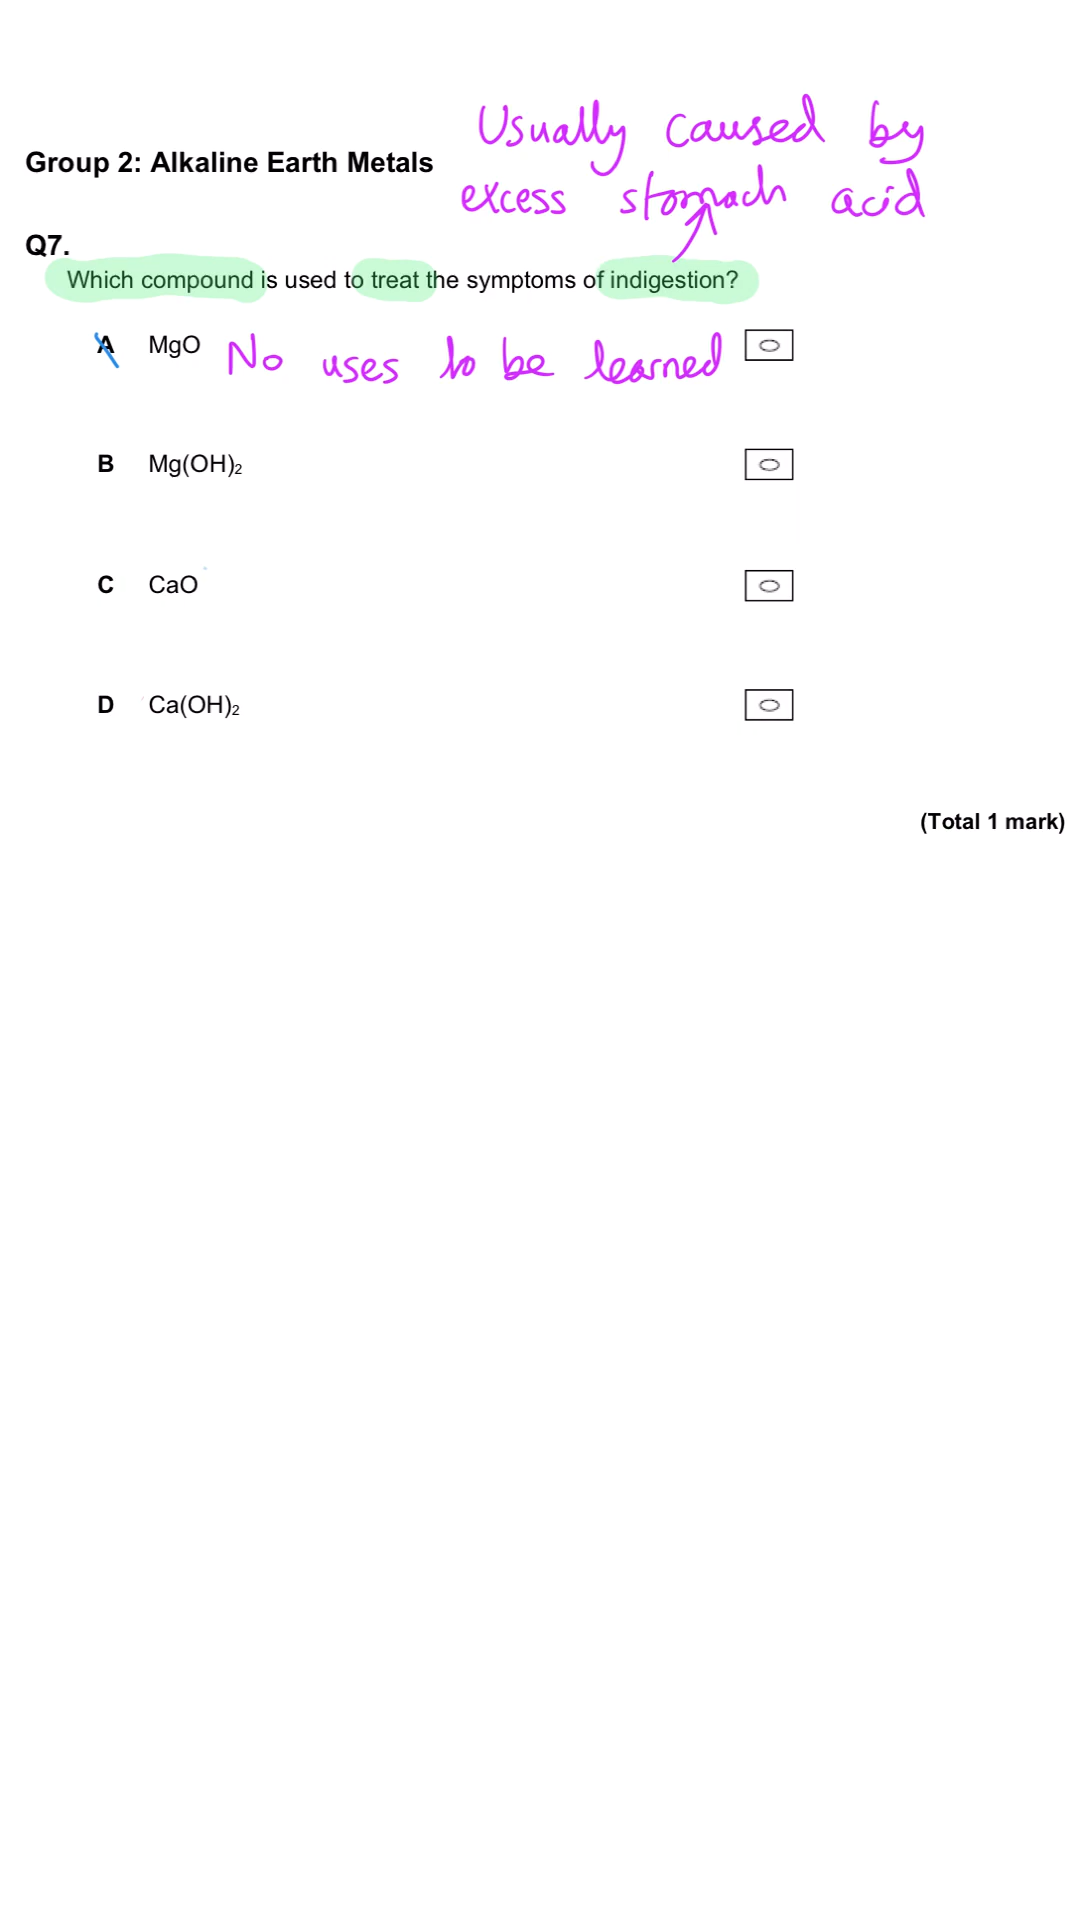 Usually caused by
Group 2: Alkaline Earth Metals
excess stomach acid
Q7.
Which compound is used to treat the symptoms of indigestion?
A MgO No uses to be learned
B Mg(OH)₂
C CaO
D Ca(OH)₂
(Total 1 mark)